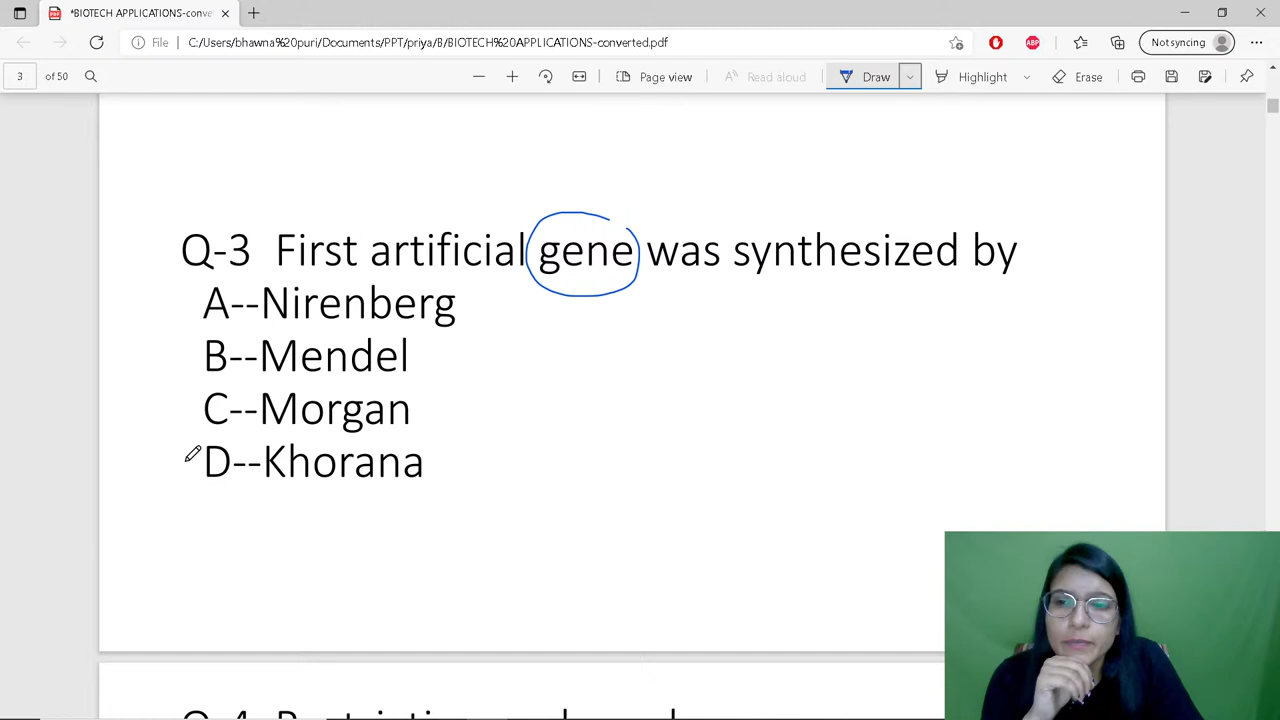 *BIOTECH APPLICATIONS-conve
File
C:/Users/bhawna%20puri/Documents/PPT/priya/B/BIOTECH%20APPLICATIONS-converted.pdf
ABP
Not syncing
3 of 50
Page view
Read aloud
Draw
Highlight
Erase
Q-3 First artificial gene was synthesized by
A--Nirenberg
B--Mendel
C--Morgan
D--Khorana